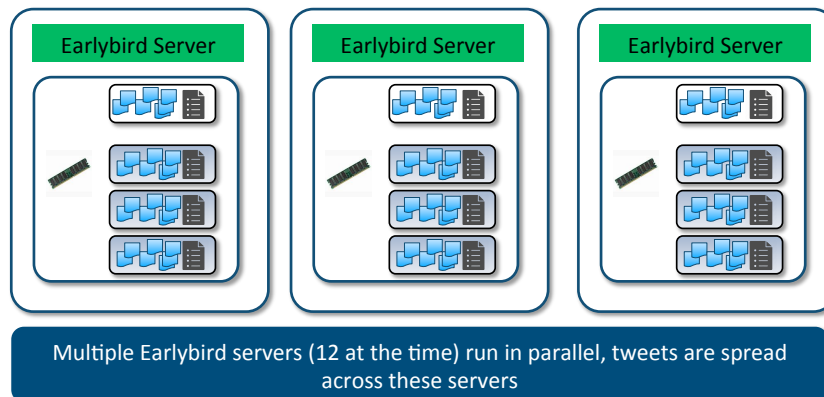 Earlybird Server
Earlybird Server
Earlybird Server
Multiple Earlybird servers (12 at the time) run in parallel, tweets are spread
across these servers